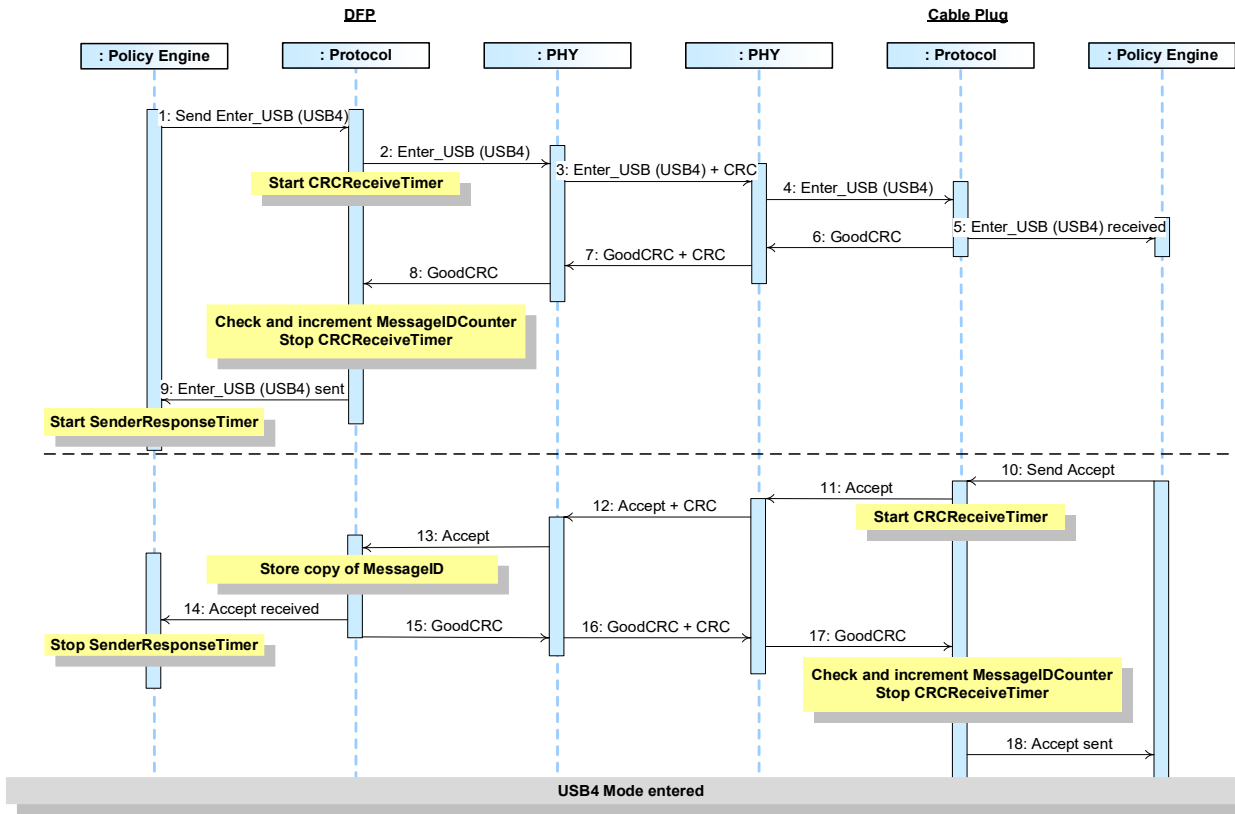 DFP
Cable Plug
: Policy Engine
: Protocol
: PHY
: PHY
: Protocol
: Policy Engine
1: Send Enter_USB (USB4)
2: Enter_USB (USB4)
3: Enter_USB (USB4) + CRC
Start CRCReceiveTimer
4: Enter_USB (USB4)
5: Enter_USB (USB4) received
6: GoodCRC
7: GoodCRC + CRC
8: GoodCRC
Check and increment MessageIDCounter
Stop CRCReceiveTimer
9: Enter_USB (USB4) sent
Start SenderResponseTimer
10: Send Accept
11: Accept
Start CRCReceiveTimer
12: Accept + CRC
13: Accept
Store copy of MessageID
14: Accept received
15: GoodCRC
16: GoodCRC + CRC
17: GoodCRC
Stop SenderResponseTimer
Check and increment MessageIDCounter
Stop CRCReceiveTimer
18: Accept sent
USB4 Mode entered